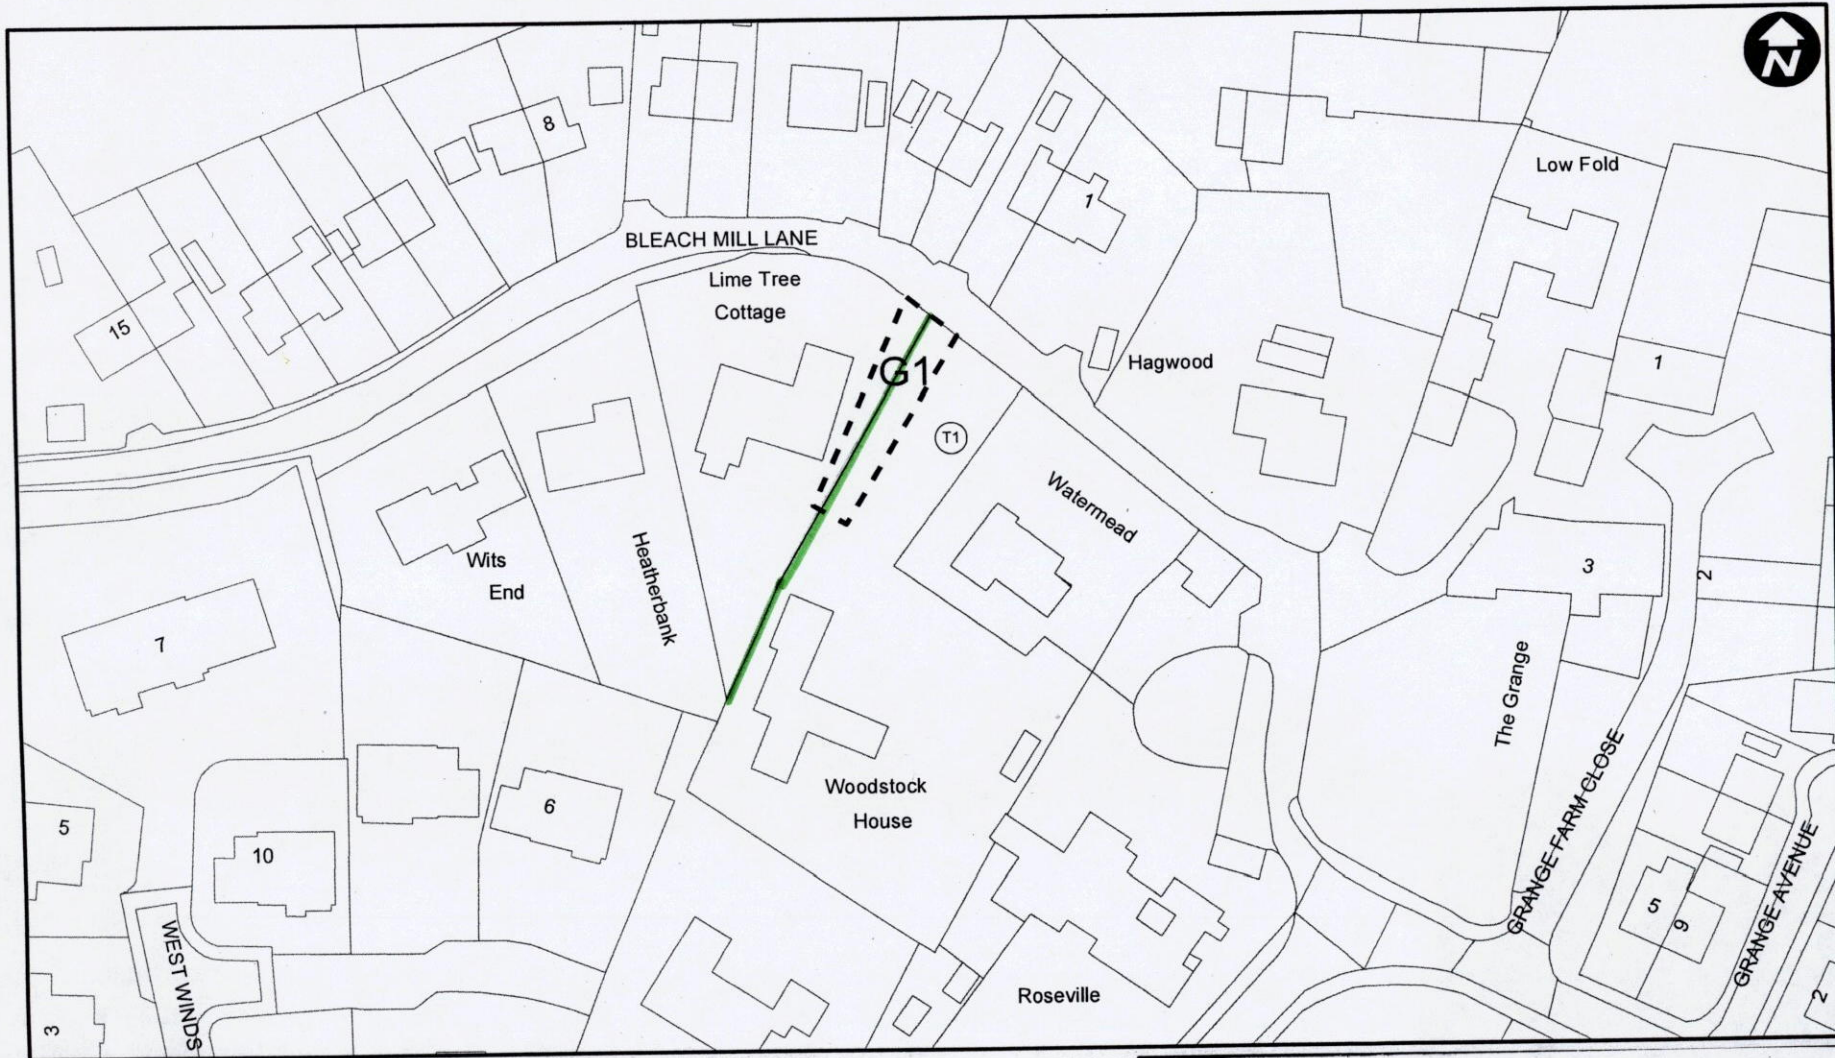 N
8
Low Fold
1
BLEACH MILL LANE
Lime Tree
Cottage
15
G1
Hagwood
1
T1
Watermead
Wits
End
Heatherbank
3
2
7
The Grange
Woodstock
House
6
5
10
GRANGE FARM CLOSE
GRANGE AVENUE
5
9
WEST WINDS
Roseville
3
2